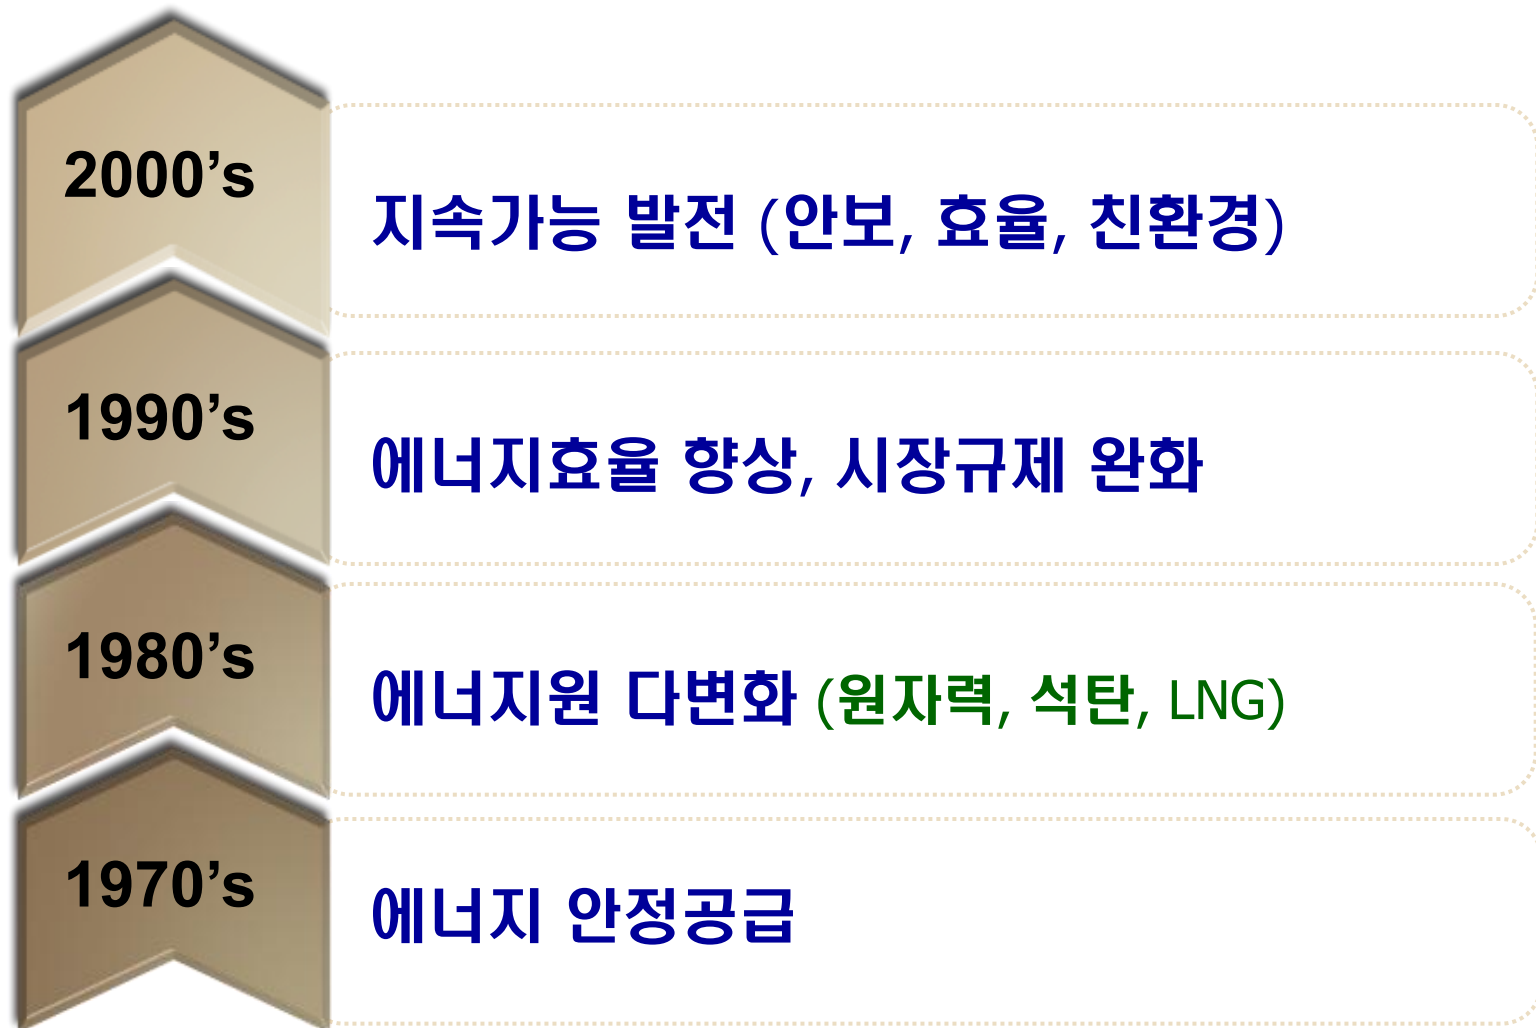 2000's
지속가능 발전 (안보, 효율, 친환경)
1990's
에너지효율 향상, 시장규제 완화
1980's
에너지원 다변화 (원자력, 석탄, LNG)
1970's
에너지 안정공급